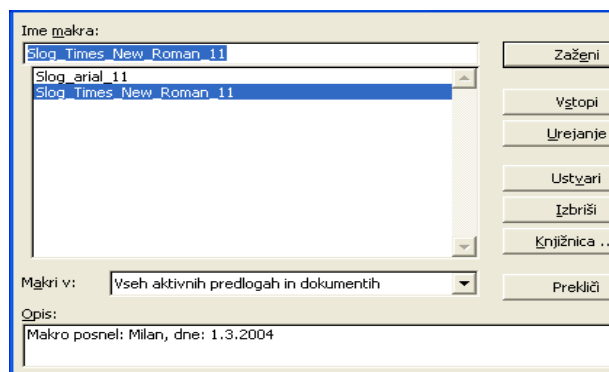 Ime makra:
Slog_Times_New_Roman_11
Zaženi
Slog_arial_11
Slog_Times_New_Roman_11
Vstopi
Urejanje
Ustvari
Izbriši
Knjižnica ..
Makri v: Vseh aktivnih predlogah in dokumentih
Prekliči
Opis:
Makro posnel: Milan, dne: 1.3.2004